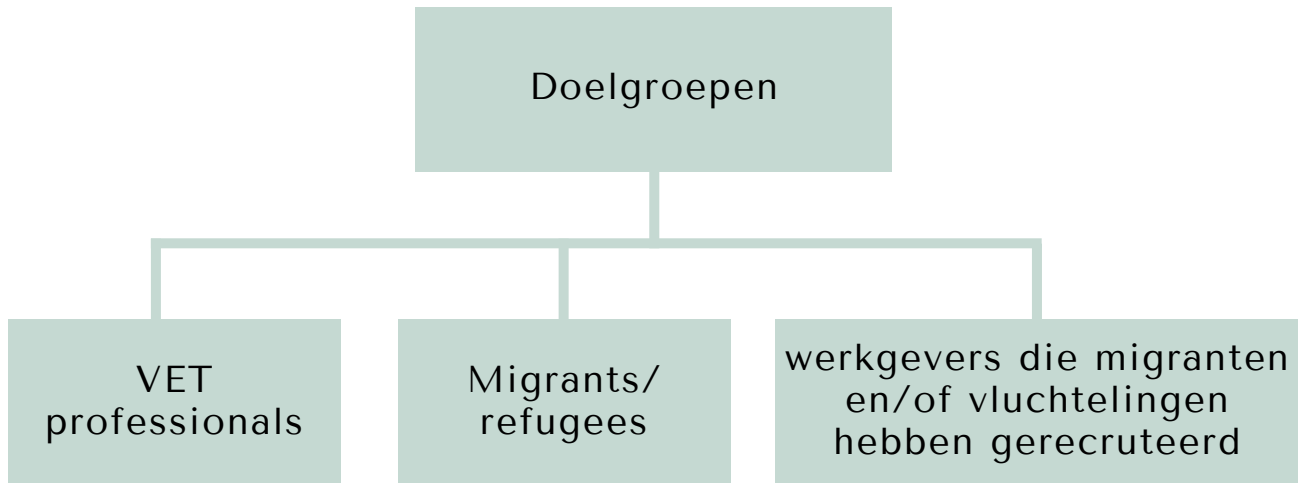 Doelgroepen
VET
professionals
Migrants/
refugees
werkgevers die migranten
en/of vluchtelingen
hebben gerecruteerd